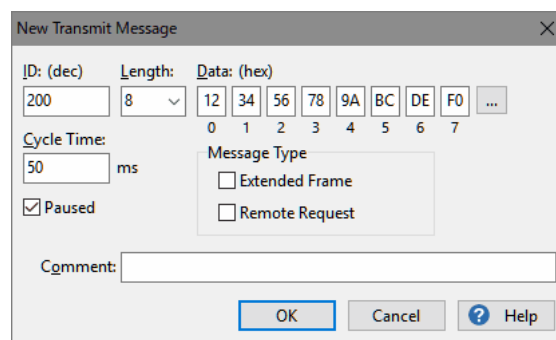 New Transmit Message
ID: (dec) Length: Data: (hex)
200 8 12 34 56 78 9A BC DE F0 ...
0 1 2 3 4 5 6 7
Cycle Time:
50 ms
Message Type
Extended Frame
Paused
Remote Request
Comment:
OK Cancel ? Help